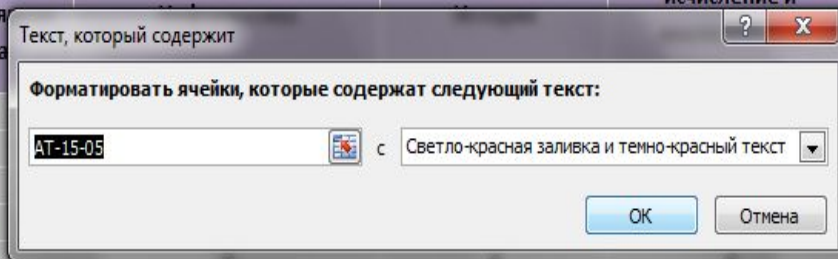 исчисление и
Текст, который содержит
?
X
Форматировать ячейки, которые содержат следующий текст:
АТ-15-05 с Светло-красная заливка и темно-красный текст
ОК Отмена